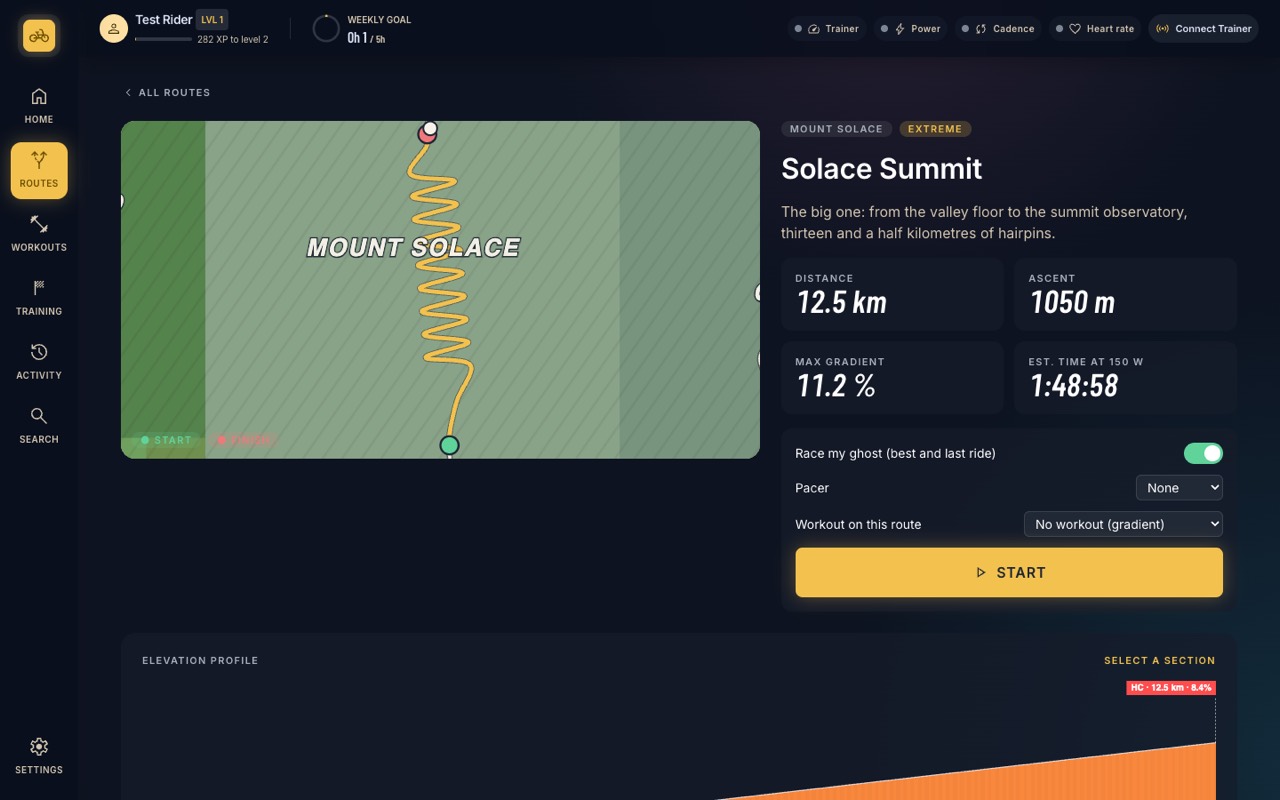 Test Rider LVL 1
282 XP to level 2
WEEKLY GOAL
0h 1 / 5h
Trainer
Power
Cadence
Heart rate
Connect Trainer
HOME
ROUTES
WORKOUTS
TRAINING
ACTIVITY
SEARCH
SETTINGS
ALL ROUTES
MOUNT SOLACE
START
MOUNT SOLACE
EXTREME
Solace Summit
The big one: from the valley floor to the summit observatory,
thirteen and a half kilometres of hairpins.
DISTANCE
12.5 km
ASCENT
1050 m
MAX GRADIENT
11.2 %
EST. TIME AT 150 W
1:48:58
Race my ghost (best and last ride)
Pacer
None
Workout on this route
No workout (gradient)
START
ELEVATION PROFILE
SELECT A SECTION
HC · 12.5 km · 8.4%